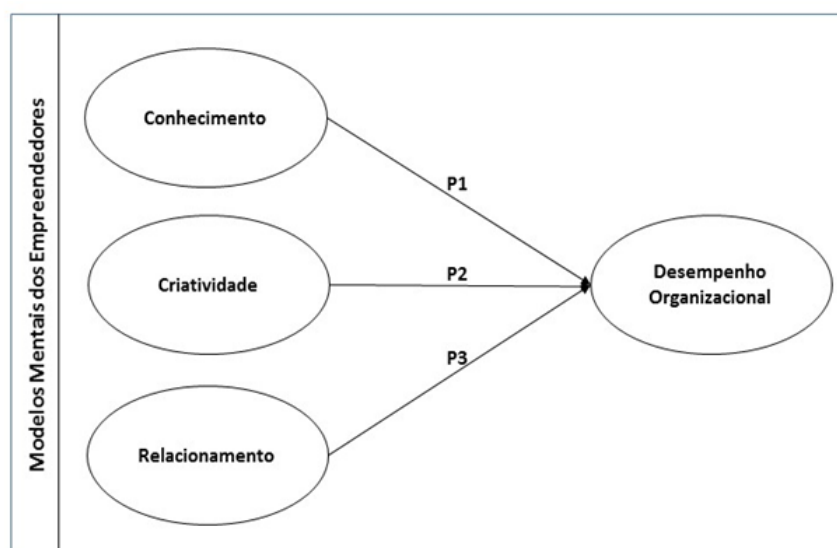 Modelos Mentais dos Empreendedores
Conhecimento
P1
Criatividade
P2
Desempenho
Organizacional
P3
Relacionamento